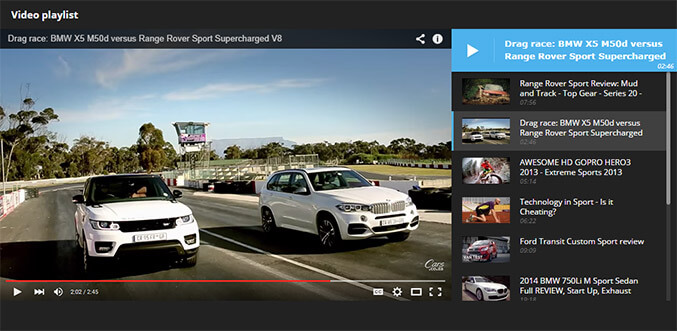 Video playlist
Drag race: BMW X5 M50d versus Range Rover Sport Supercharged V8
Cars
2:02 / 2:45
CC
Drag race: BMW X5 M50d versus
Range Rover Sport Supercharged
02:46
Range Rover Sport Review: Mud
and Track - Top Gear - Series 20 -
07:56
Drag race: BMW X5 M50d versus
Range Rover Sport Supercharged
02:46
AWESOME HD GOPRO HERO3
2013 - Extreme Sports 2013
05:14
Technology in Sport - Is it
Cheating?
06:22
Ford Transit Custom Sport review
09:09
2014 BMW 750Li M Sport Sedan
Full REVIEW, Start Up, Exhaust